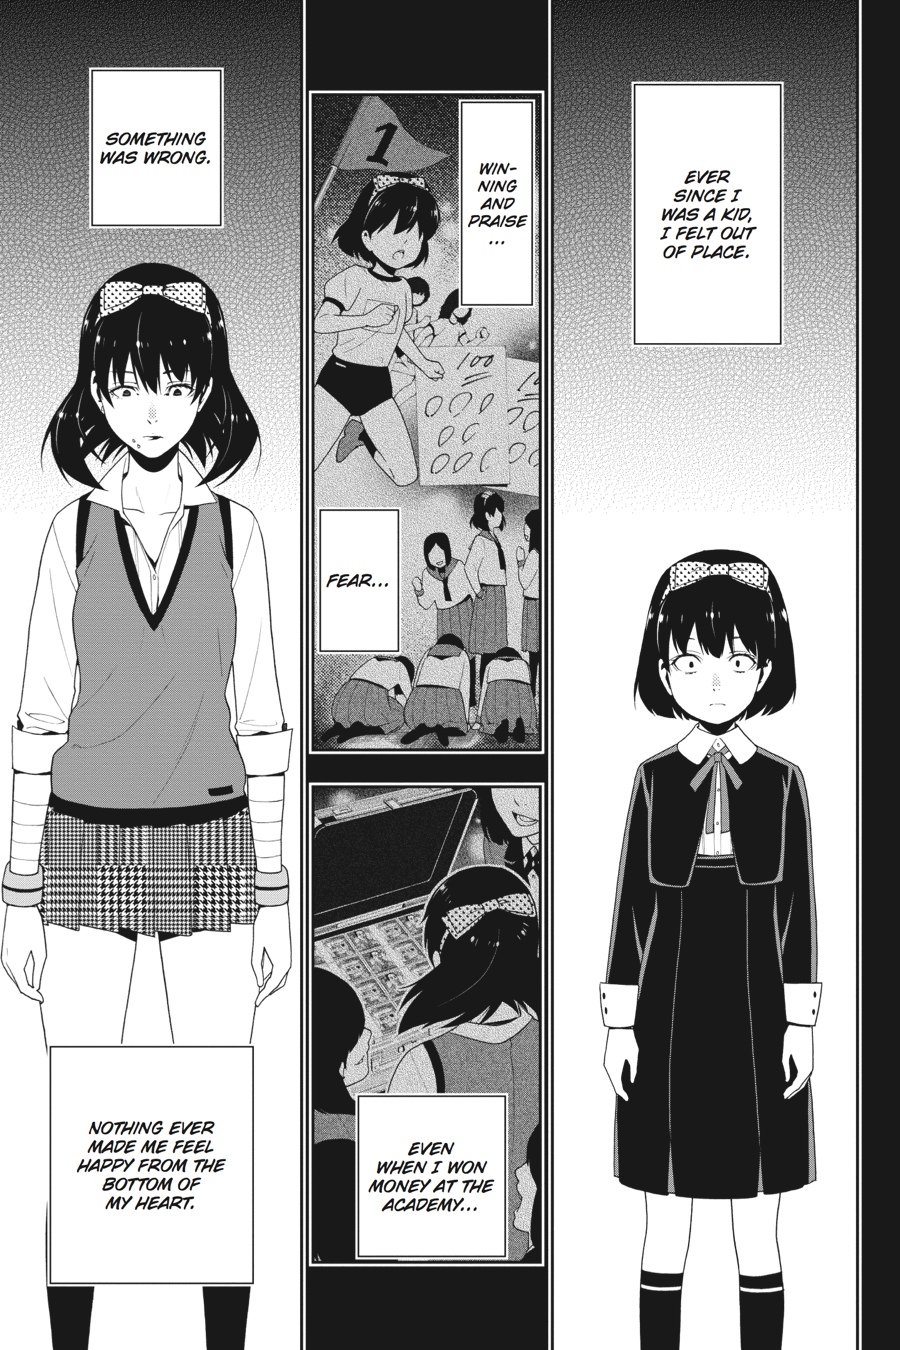 EVER
SINCE I
WAS A KID,
I FELT OUT
OF PLACE.
WIN-
NING
AND
PRAISE
...
1
100
10
FEAR...
EVEN
WHEN I WON
MONEY AT THE
ACADEMY...
SOMETHING
WAS WRONG.
NOTHING EVER
MADE ME FEEL
HAPPY FROM THE
BOTTOM OF
MY HEART.